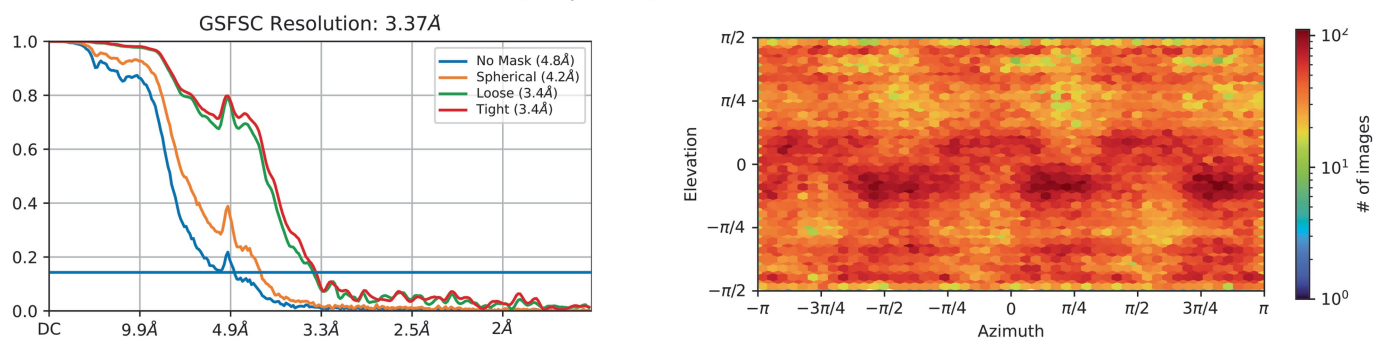 GSFSC Resolution: 3.37Å
1.0
0.8
0.6
0.4
0.2
0.0
No Mask (4.8Å)
Spherical (4.2Å)
Loose (3.4Å)
Tight (3.4Å)
DC 9.9Å 4.9Å 3.3Å 2.5Å 2Å
Elevation
π/2
π/4
0
−π/4
−π/2
−π −3π/4 −π/2 −π/4 0 π/4 π/2 3π/4 π
Azimuth
10²
10¹
10⁰
# of images